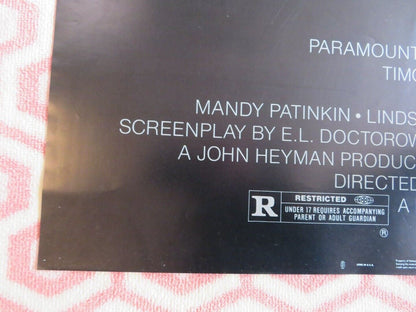 PARAMOUNT
TIMO
MANDY PATINKIN • LINDS
SCREENPLAY BY E.L. DOCTOROW
A JOHN HEYMAN PRODUC
DIRECTED
A
R RESTRICTED
UNDER 17 REQUIRES ACCOMPANYING
PARENT OR ADULT GUARDIAN
®